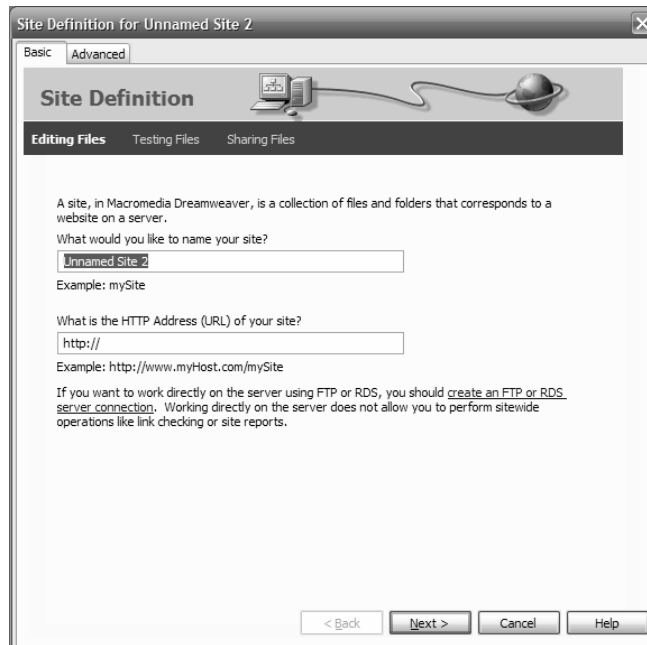 Site Definition for Unnamed Site 2
Basic Advanced
Site Definition
Editing Files Testing Files Sharing Files
A site, in Macromedia Dreamweaver, is a collection of files and folders that corresponds to a
website on a server.
What would you like to name your site?
Unnamed Site 2
Example: mySite
What is the HTTP Address (URL) of your site?
http://
Example: http://www.myHost.com/mySite
If you want to work directly on the server using FTP or RDS, you should create an FTP or RDS
server connection. Working directly on the server does not allow you to perform sitewide
operations like link checking or site reports.
< Back Next > Cancel Help